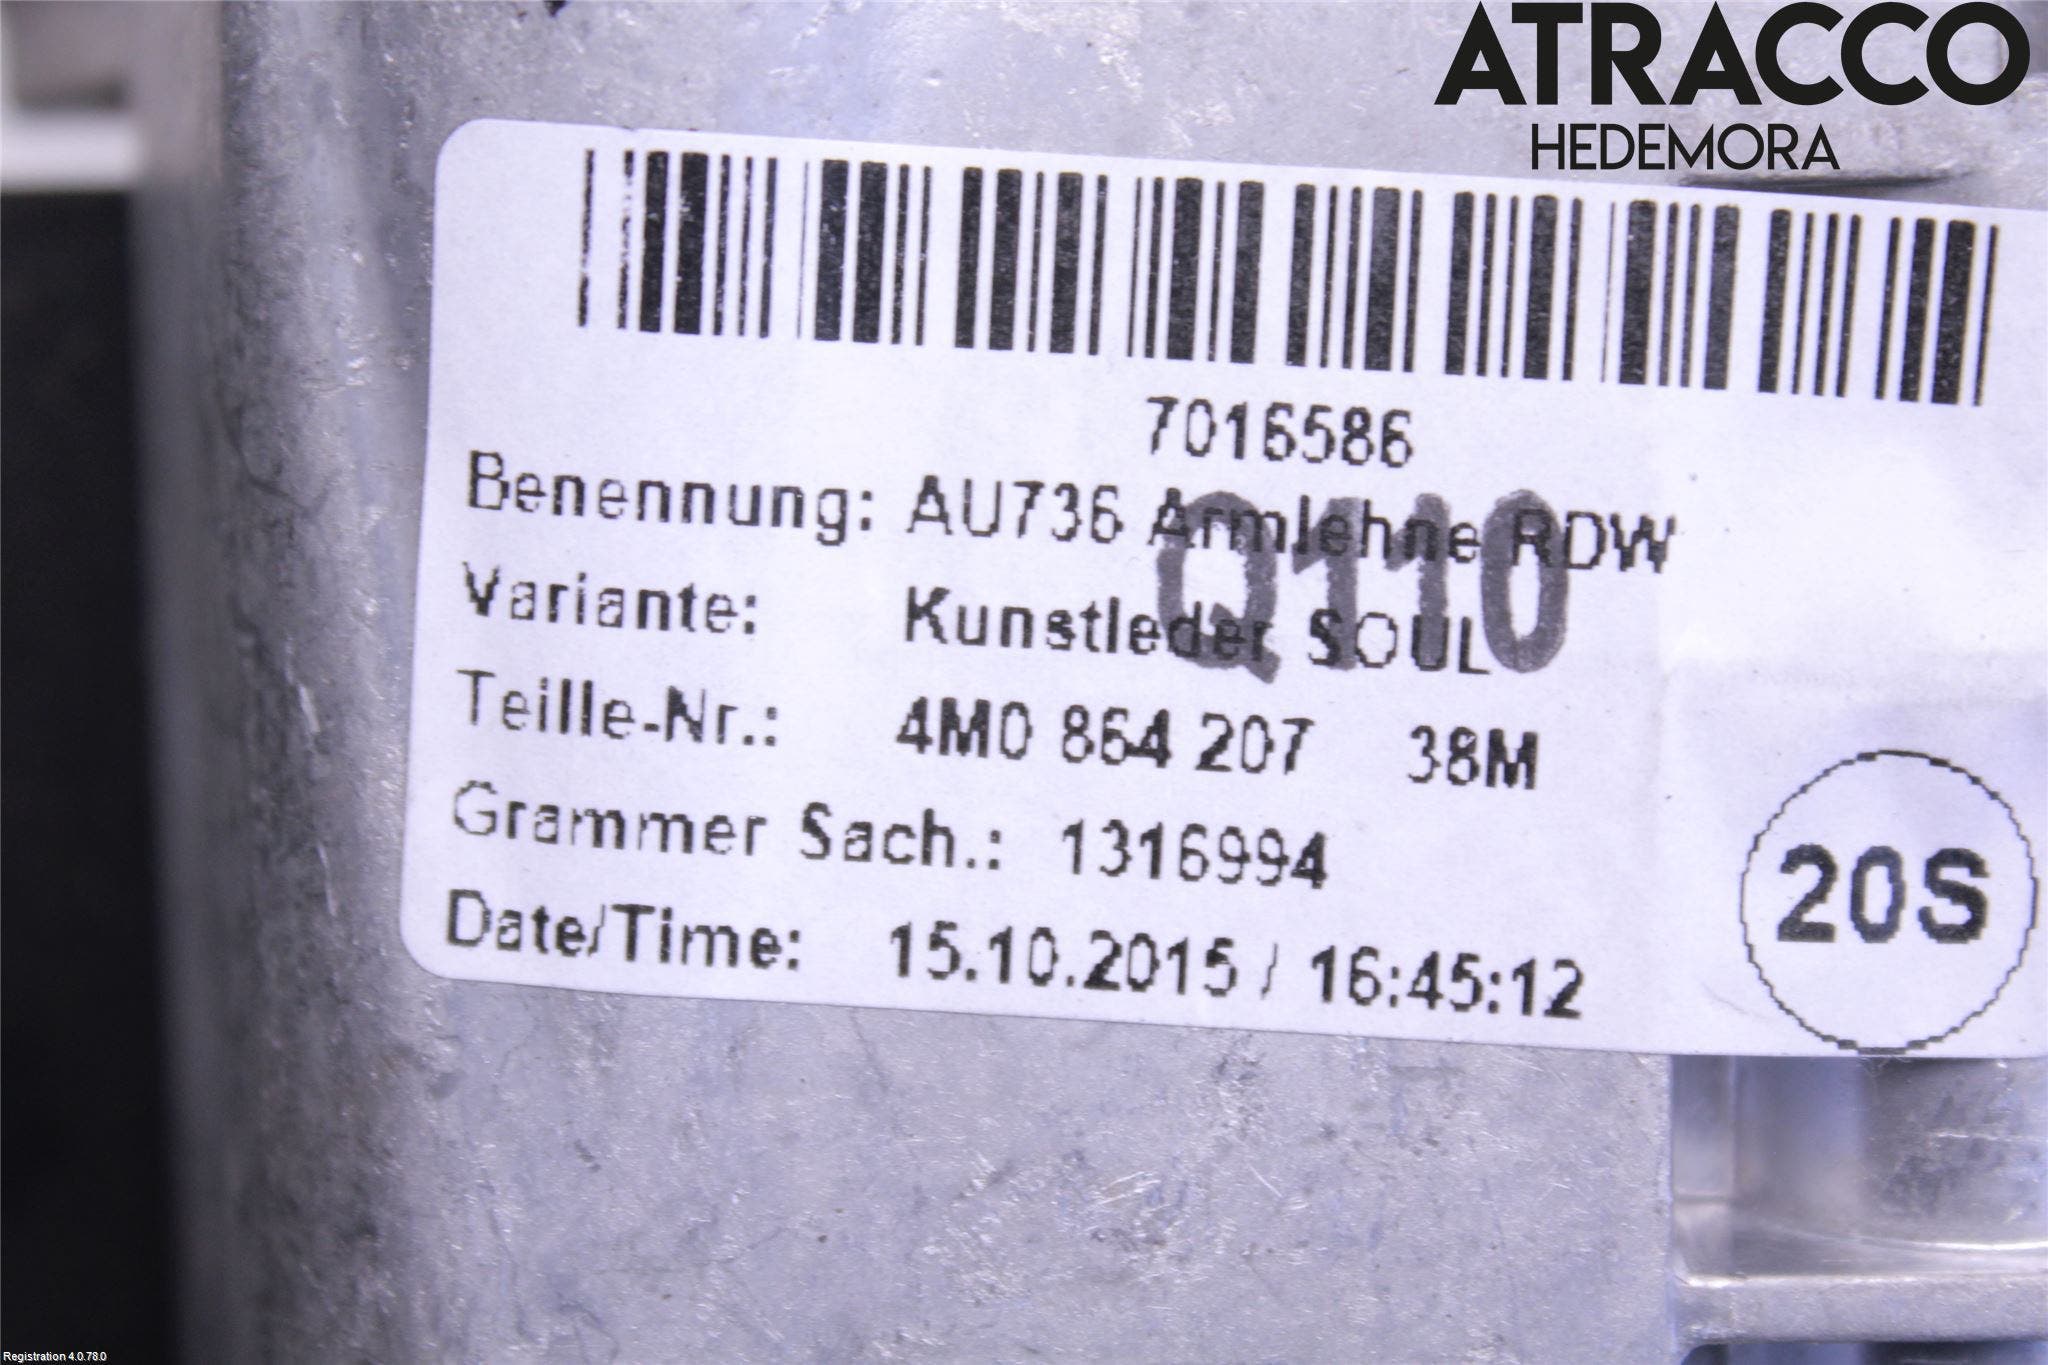 ATRACCO
HEDEMORA
7016586
Benennung: AU736 Armlehne RDW
Q110
Variante: Kunstleder SOUL
Teille-Nr.: 4M0 864 207 38M
Grammer Sach.: 1316994
20S
Date/Time: 15.10.2015 / 16:45:12
Registration 4.0.78.0